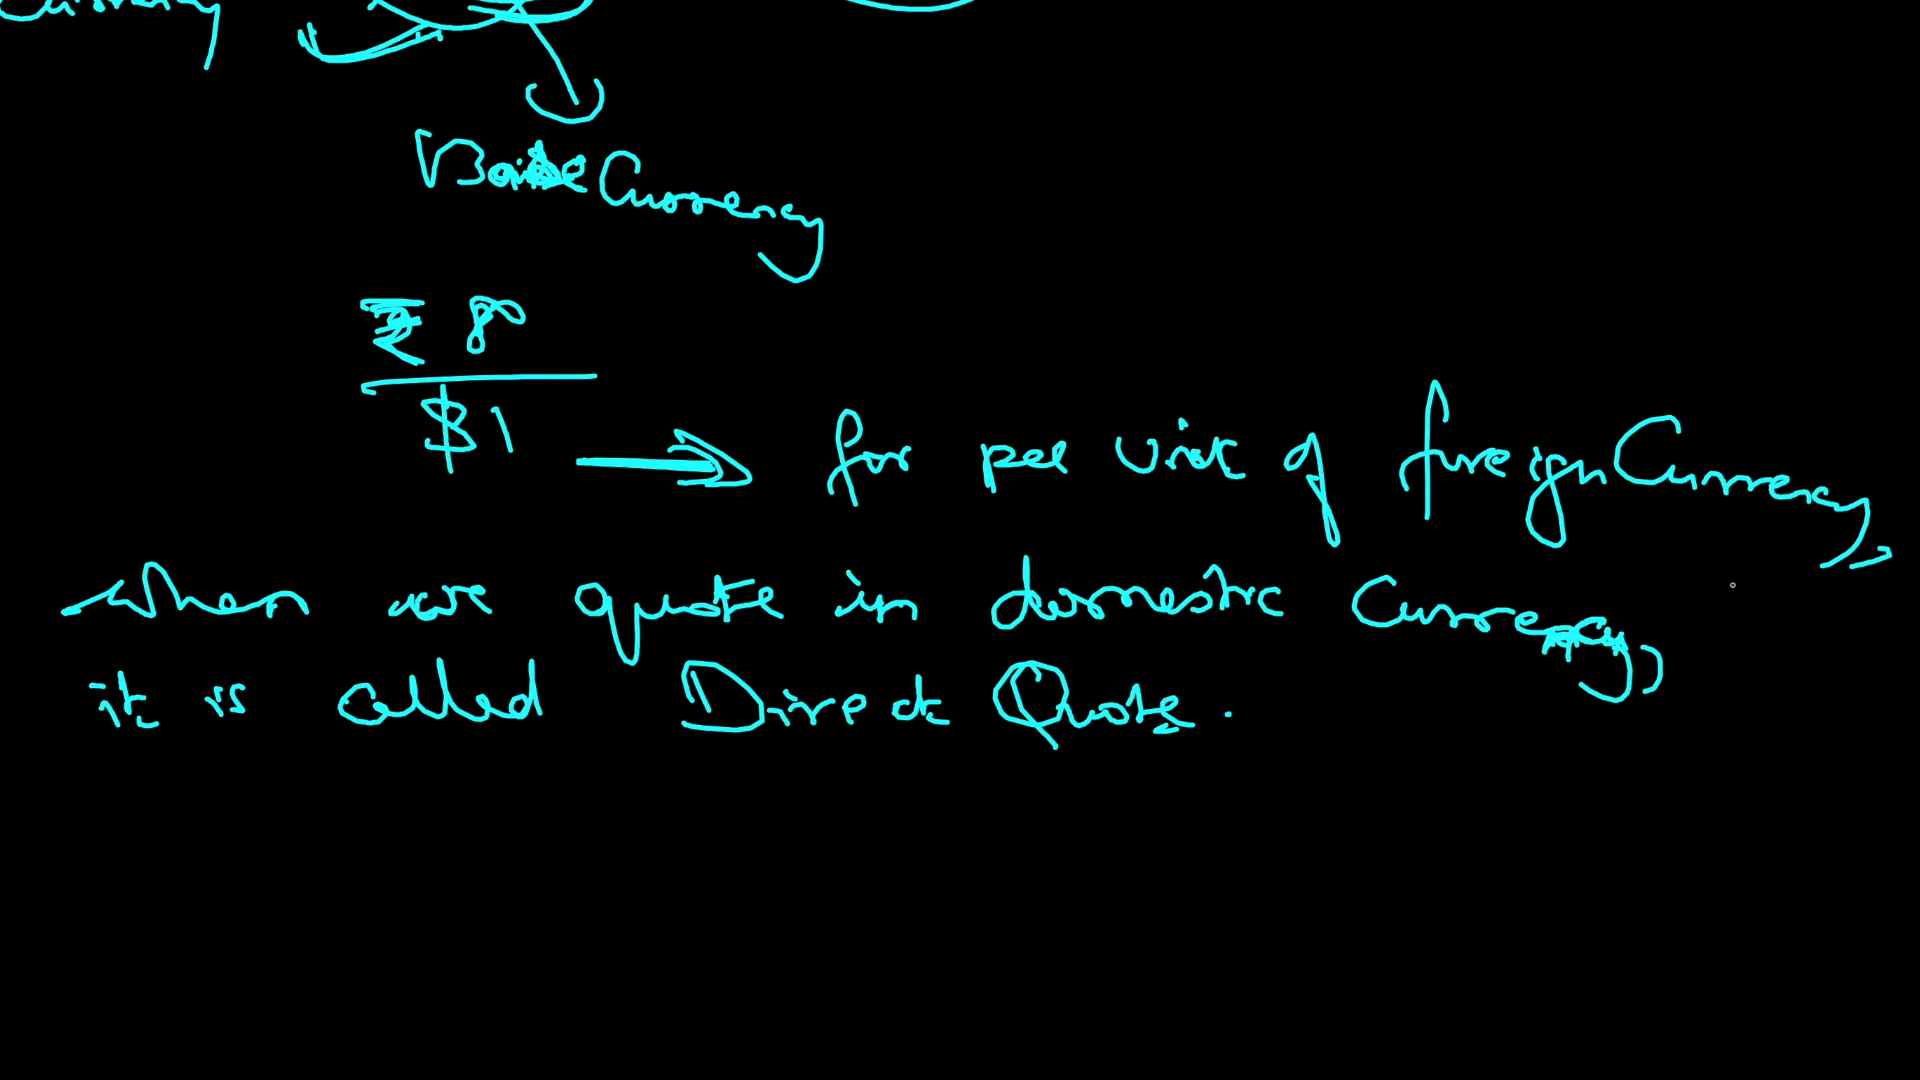 Currency
Base Currency
₹ 80
$1
for per unit of foreign Currency,
when we quote in domestic Currency,
it is called Direct Quote.